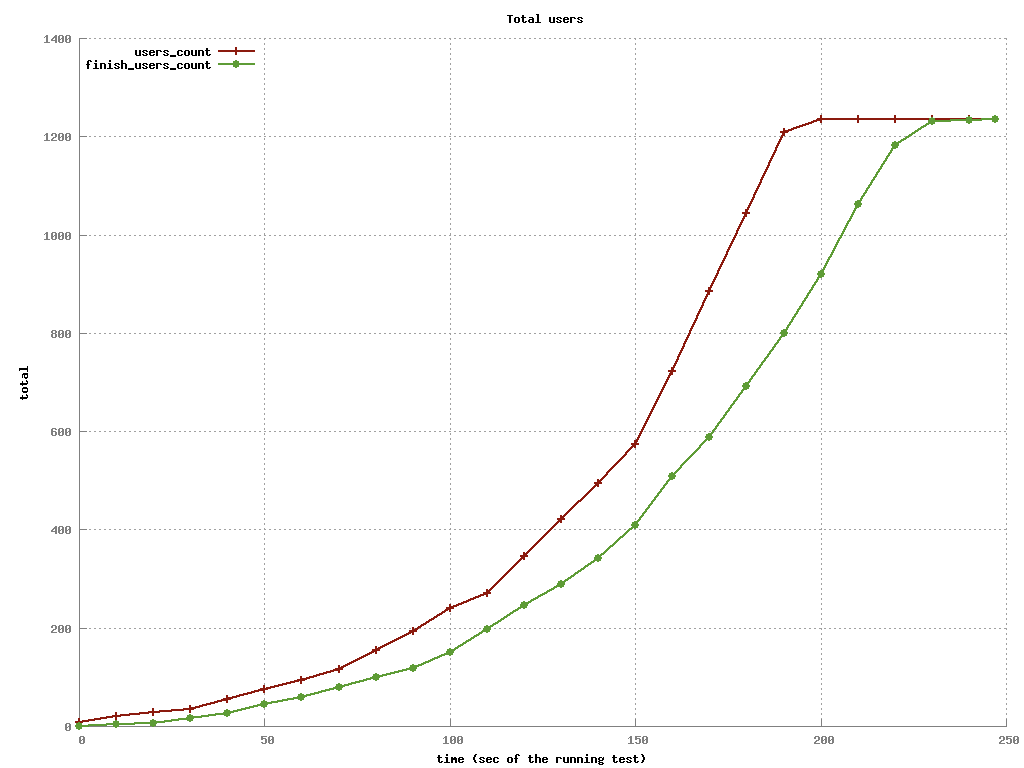 Total users
users_count
finish_users_count
1400
1200
1000
800
600
400
200
0
total
0 50 100 150 200 250
time (sec of the running test)